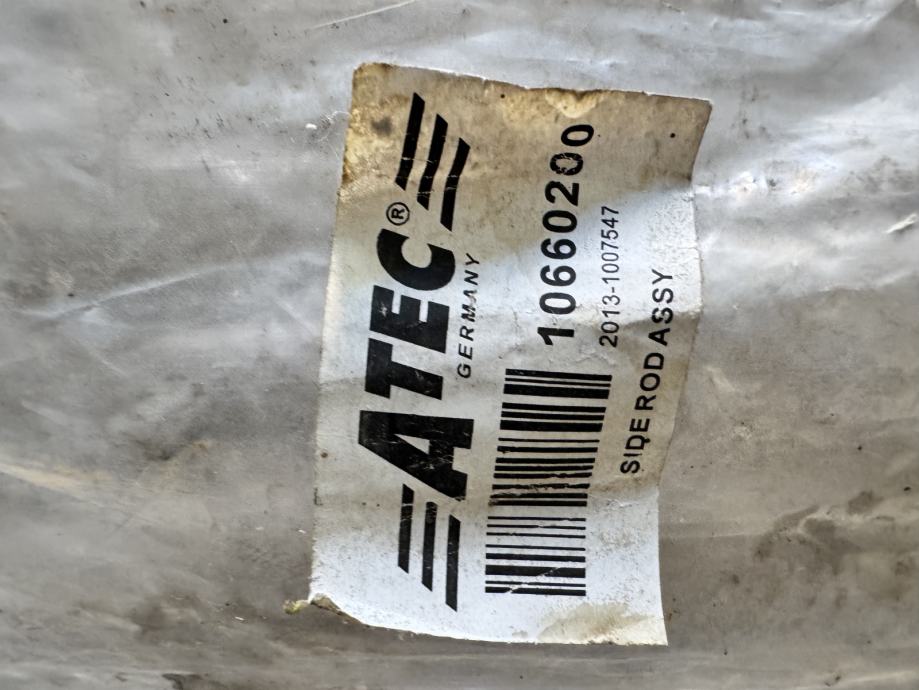 ATEC®
GERMANY
10660200
2013-1007547
SIDE ROD ASSY